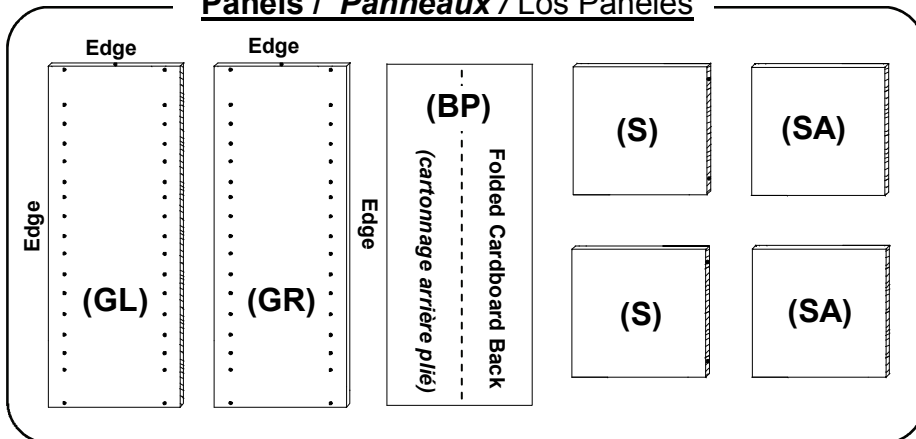 Panels / Panneaux / Los Paneles
Edge
Edge
Edge
(GL)
(GR)
Edge
(BP)
Folded Cardboard Back
(cartonnage arrière plié)
(S)
(SA)
(S)
(SA)